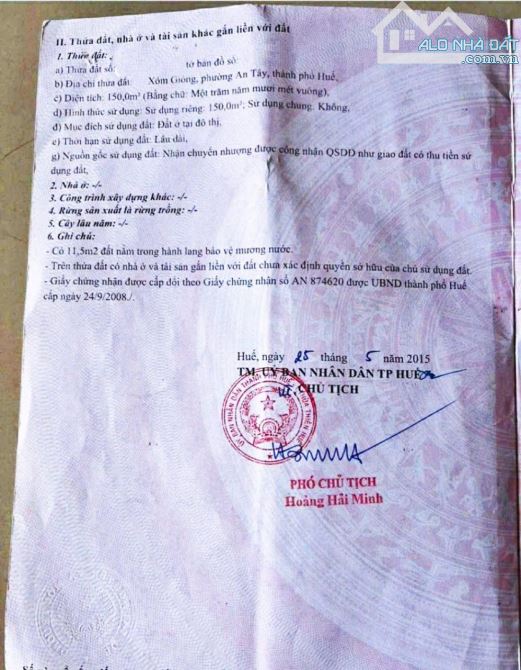 ALO NHÀ ĐẤT
.com.vn
II. Thửa đất, nhà ở và tài sản khác gắn liền với đất
1. Thửa đất:
a) Thửa đất số: tờ bản đồ số:
b) Địa chỉ thửa đất: Xóm Gióng, phường An Tây, thành phố Huế,
c) Diện tích: 150,0m² (Bằng chữ: Một trăm năm mươi mét vuông),
d) Hình thức sử dụng: Sử dụng riêng: 150,0m²; Sử dụng chung: Không,
đ) Mục đích sử dụng đất: Đất ở tại đô thị,
e) Thời hạn sử dụng đất: Lâu dài,
g) Nguồn gốc sử dụng đất: Nhận chuyển nhượng được công nhận QSDĐ như giao đất có thu tiền sử
dụng đất,
2. Nhà ở: -/-
3. Công trình xây dựng khác: -/-
4. Rừng sản xuất là rừng trồng: -/-
5. Cây lâu năm: -/-
6. Ghi chú:
- Có 11,5m2 đất nằm trong hành lang bảo vệ mương nước.
- Trên thửa đất có nhà ở và tài sản gắn liền với đất chưa xác định quyền sở hữu của chủ sử dụng đất.
- Giấy chứng nhận được cấp đổi theo Giấy chứng nhận số AN 874620 được UBND thành phố Huế
cấp ngày 24/9/2008./.
Huế, ngày 25 tháng 5 năm 2015
TM. ỦY BAN NHÂN DÂN TP HUẾ
CHỦ TỊCH
ỦY BAN NHÂN DÂN THÀNH PHỐ HUẾ
PHÓ CHỦ TỊCH
Hoàng Hải Minh